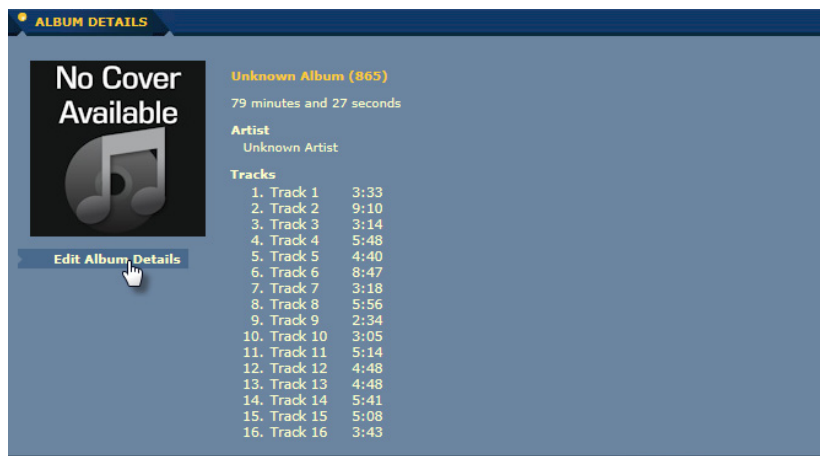 ALBUM DETAILS
No Cover
Available
Unknown Album (865)
79 minutes and 27 seconds
Artist
Unknown Artist
Tracks
1. Track 1 3:33
2. Track 2 9:10
3. Track 3 3:14
4. Track 4 5:48
5. Track 5 4:40
6. Track 6 8:47
7. Track 7 3:18
8. Track 8 5:56
9. Track 9 2:34
10. Track 10 3:05
11. Track 11 5:14
12. Track 12 4:48
13. Track 13 4:48
14. Track 14 5:41
15. Track 15 5:08
16. Track 16 3:43
Edit Album Details